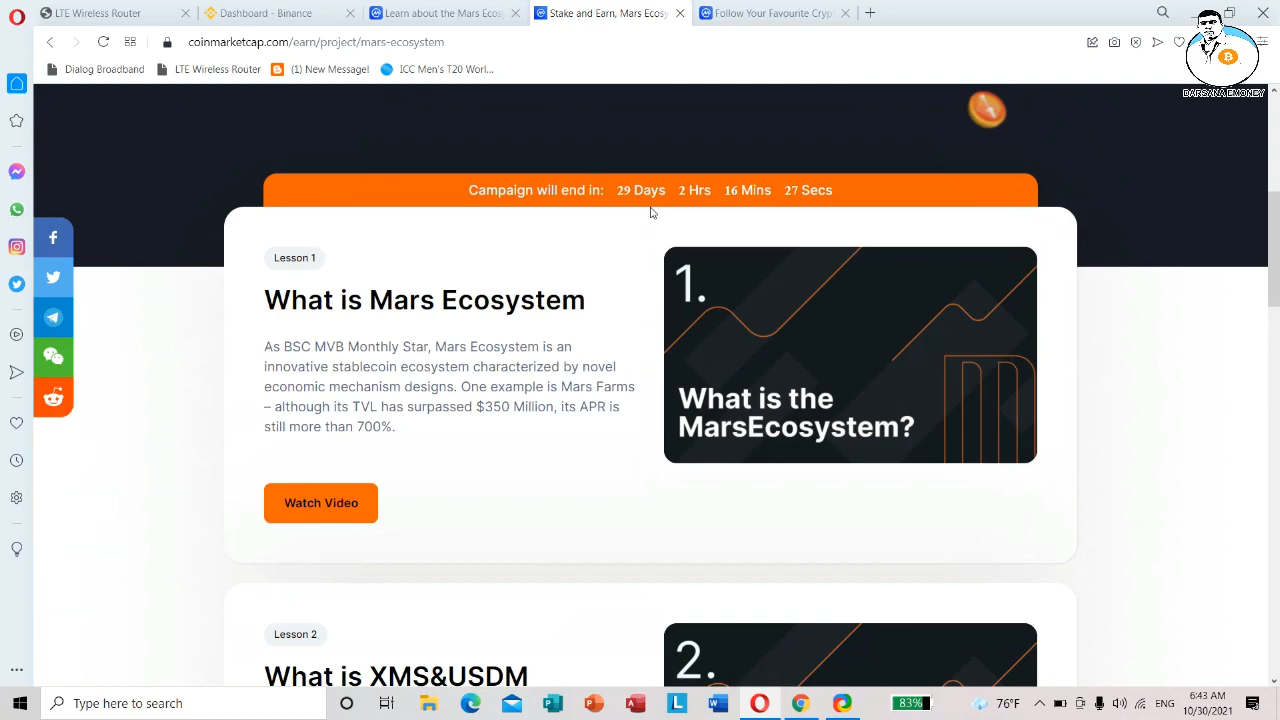 LTE Wireless Router
Dashboard - Binance
Learn about the Mars Ecosy
Stake and Earn, Mars Ecosy
Follow Your Favourite Cryp
coinmarketcap.com/earn/project/mars-ecosystem
Dialog Broadband
LTE Wireless Router
(1) New Message!
ICC Men's T20 Worl...
DARSANA EMONEY
Campaign will end in: 29 Days 2 Hrs 16 Mins 27 Secs
Lesson 1
What is Mars Ecosystem
As BSC MVB Monthly Star, Mars Ecosystem is an
innovative stablecoin ecosystem characterized by novel
economic mechanism designs. One example is Mars Farms
– although its TVL has surpassed $350 Million, its APR is
still more than 700%.
Watch Video
1.
What is the
MarsEcosystem?
Lesson 2
What is XMS&USDM
2.
Type here to search
83%
76°F
ENG
6:43 AM
10/30/2021